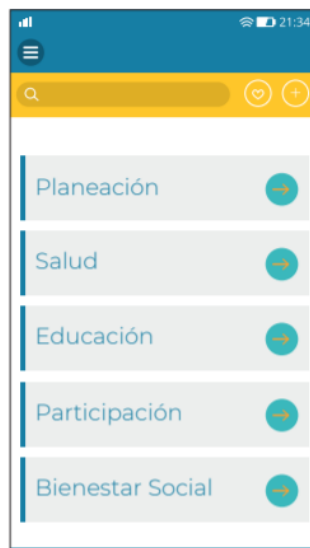 21:34
Planeación
Salud
Educación
Participación
Bienestar Social